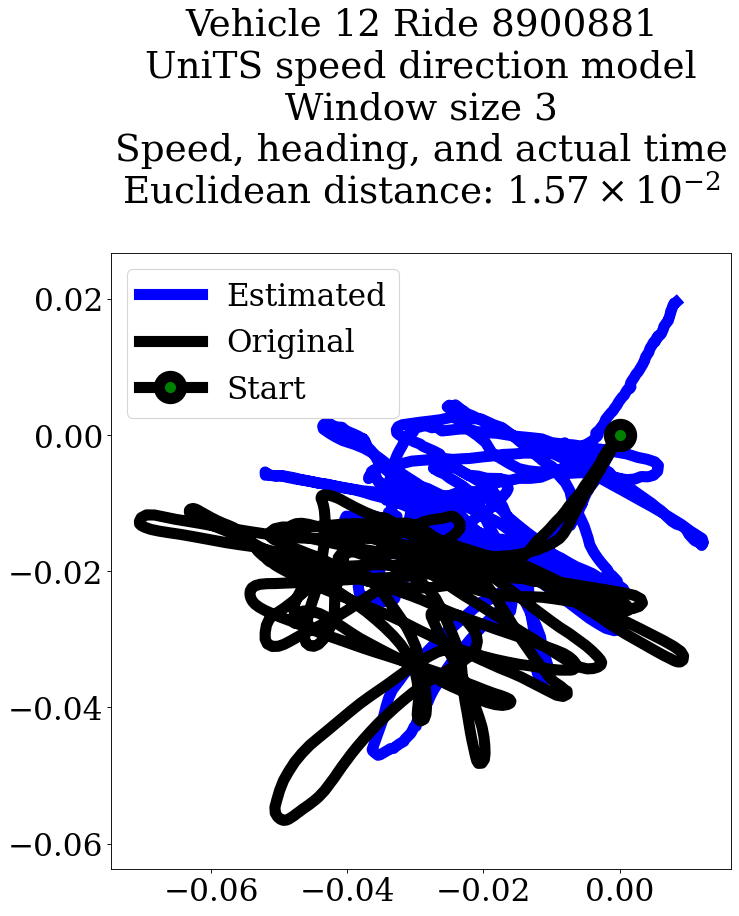 Vehicle 12 Ride 8900881
UniTS speed direction model
Window size 3
Speed, heading, and actual time
Euclidean distance: 1.57 × 10⁻²
Estimated
Original
Start
0.02
0.00
−0.02
−0.04
−0.06
−0.06 −0.04 −0.02 0.00